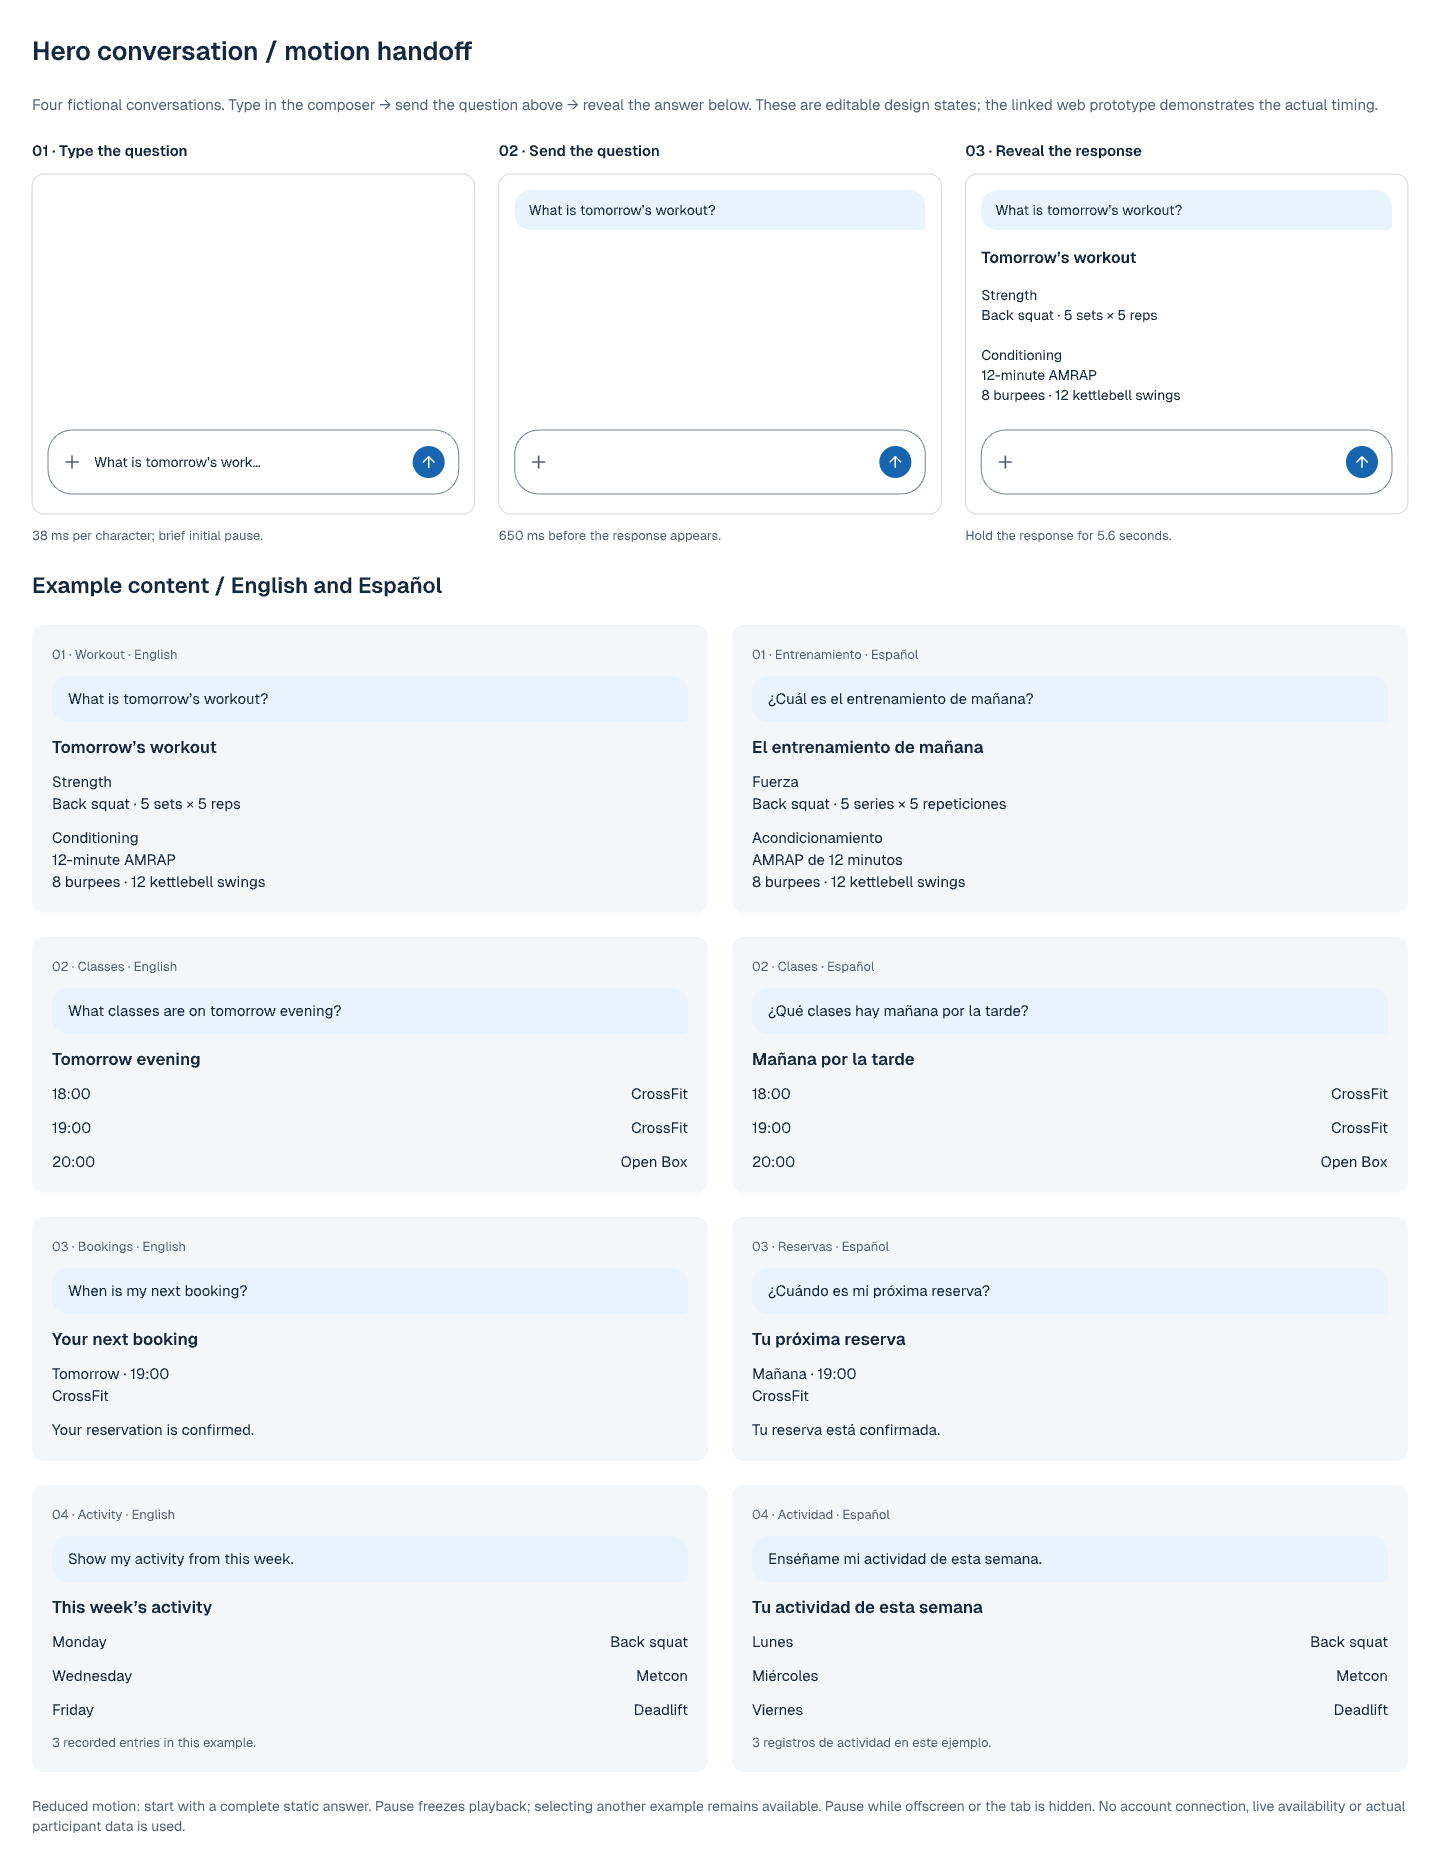 Hero conversation / motion handoff
Four fictional conversations. Type in the composer → send the question above → reveal the answer below. These are editable design states; the linked web prototype demonstrates the actual timing.
01 · Type the question
What is tomorrow’s work…
38 ms per character; brief initial pause.
02 · Send the question
What is tomorrow’s workout?
650 ms before the response appears.
03 · Reveal the response
What is tomorrow’s workout?
Tomorrow’s workout
Strength
Back squat · 5 sets × 5 reps
Conditioning
12-minute AMRAP
8 burpees · 12 kettlebell swings
Hold the response for 5.6 seconds.
Example content / English and Español
01 · Workout · English
What is tomorrow’s workout?
Tomorrow’s workout
Strength
Back squat · 5 sets × 5 reps
Conditioning
12-minute AMRAP
8 burpees · 12 kettlebell swings
01 · Entrenamiento · Español
¿Cuál es el entrenamiento de mañana?
El entrenamiento de mañana
Fuerza
Back squat · 5 series × 5 repeticiones
Acondicionamiento
AMRAP de 12 minutos
8 burpees · 12 kettlebell swings
02 · Classes · English
What classes are on tomorrow evening?
Tomorrow evening
18:00 CrossFit
19:00 CrossFit
20:00 Open Box
02 · Clases · Español
¿Qué clases hay mañana por la tarde?
Mañana por la tarde
18:00 CrossFit
19:00 CrossFit
20:00 Open Box
03 · Bookings · English
When is my next booking?
Your next booking
Tomorrow · 19:00
CrossFit
Your reservation is confirmed.
03 · Reservas · Español
¿Cuándo es mi próxima reserva?
Tu próxima reserva
Mañana · 19:00
CrossFit
Tu reserva está confirmada.
04 · Activity · English
Show my activity from this week.
This week’s activity
Monday Back squat
Wednesday Metcon
Friday Deadlift
3 recorded entries in this example.
04 · Actividad · Español
Enséñame mi actividad de esta semana.
Tu actividad de esta semana
Lunes Back squat
Miércoles Metcon
Viernes Deadlift
3 registros de actividad en este ejemplo.
Reduced motion: start with a complete static answer. Pause freezes playback; selecting another example remains available. Pause while offscreen or the tab is hidden. No account connection, live availability or actual
participant data is used.